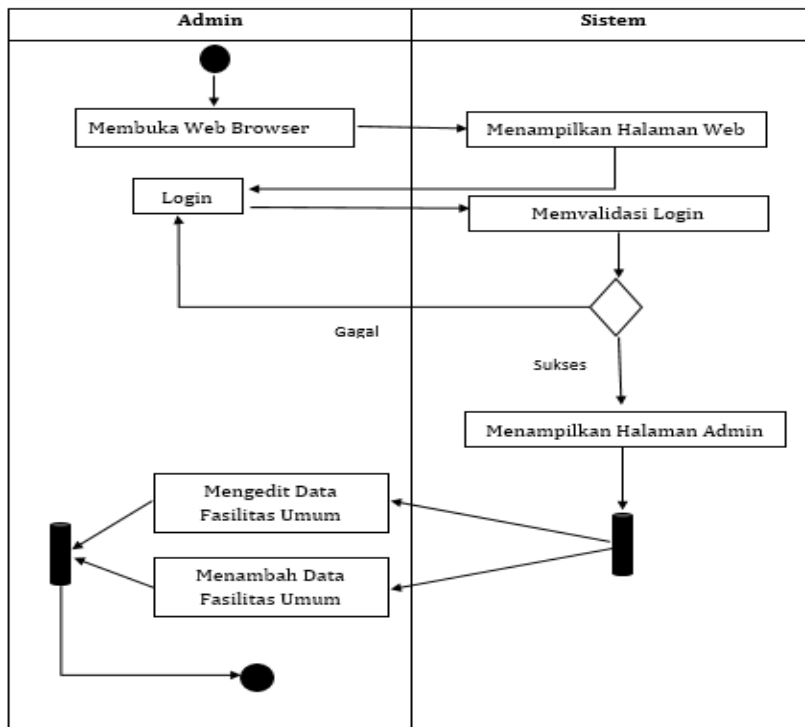 Admin
Sistem
Membuka Web Browser
Menampilkan Halaman Web
Login
Memvalidasi Login
Gagal
Sukses
Menampilkan Halaman Admin
Mengedit Data
Fasilitas Umum
Menambah Data
Fasilitas Umum